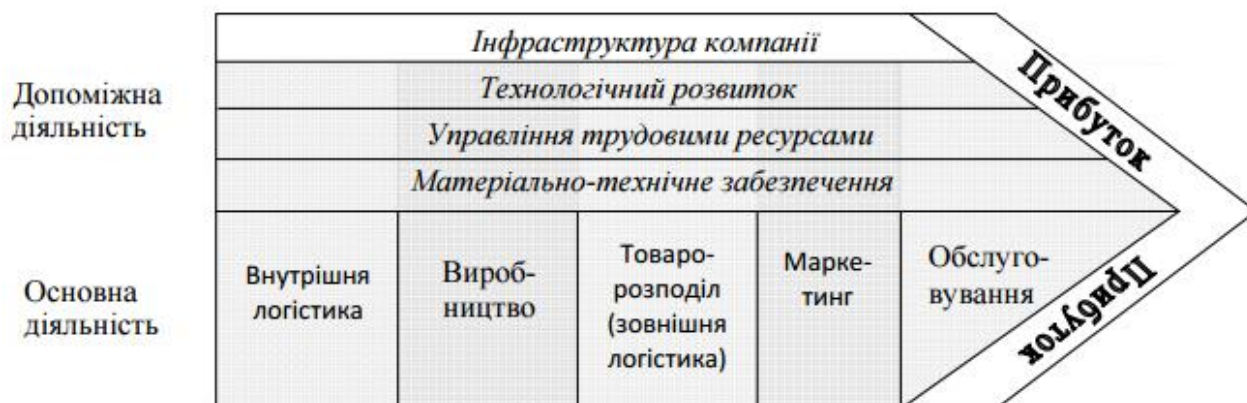 Інфраструктура компанії
Прибуток
Допоміжна
діяльність
Технологічний розвиток
Управління трудовими ресурсами
Матеріально-технічне забезпечення
Основна
діяльність
Внутрішня
логістика
Вироб-
ництво
Товаро-
розподіл
(зовнішня
логістика)
Марке-
тинг
Обслуго-
вування
Прибуток